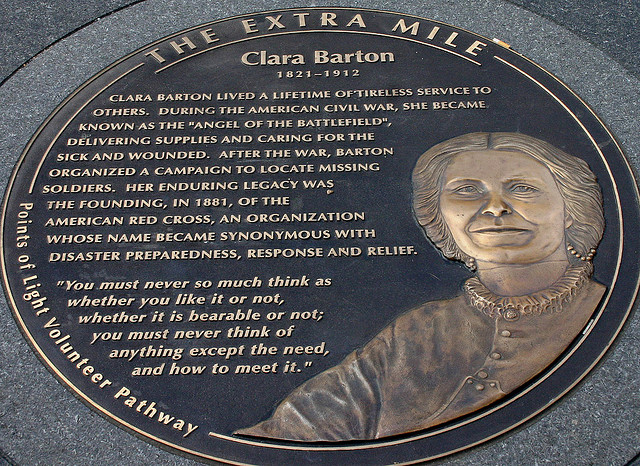 THE EXTRA MILE
Clara Barton
1821–1912
CLARA BARTON LIVED A LIFETIME OF TIRELESS SERVICE TO
OTHERS. DURING THE AMERICAN CIVIL WAR, SHE BECAME
KNOWN AS THE "ANGEL OF THE BATTLEFIELD",
DELIVERING SUPPLIES AND CARING FOR THE
SICK AND WOUNDED. AFTER THE WAR, BARTON
ORGANIZED A CAMPAIGN TO LOCATE MISSING
SOLDIERS. HER ENDURING LEGACY WAS
THE FOUNDING, IN 1881, OF THE
AMERICAN RED CROSS, AN ORGANIZATION
WHOSE NAME BECAME SYNONYMOUS WITH
DISASTER PREPAREDNESS, RESPONSE AND RELIEF.
"You must never so much think as
whether you like it or not,
whether it is bearable or not;
you must never think of
anything except the need,
and how to meet it."
Points of Light Volunteer Pathway